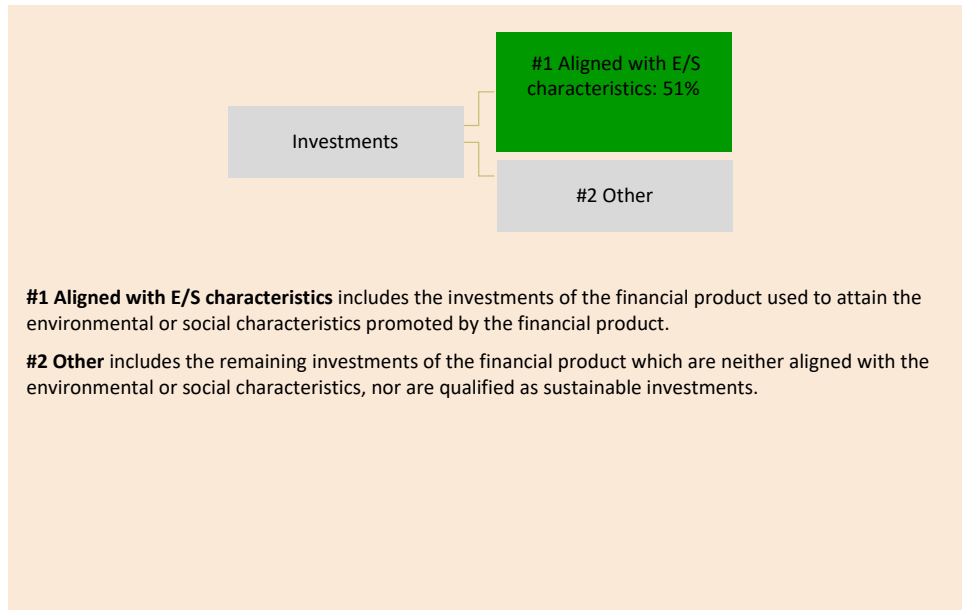 #1 Aligned with E/S
characteristics: 51%
Investments
#2 Other
#1 Aligned with E/S characteristics includes the investments of the financial product used to attain the
environmental or social characteristics promoted by the financial product.
#2 Other includes the remaining investments of the financial product which are neither aligned with the
environmental or social characteristics, nor are qualified as sustainable investments.